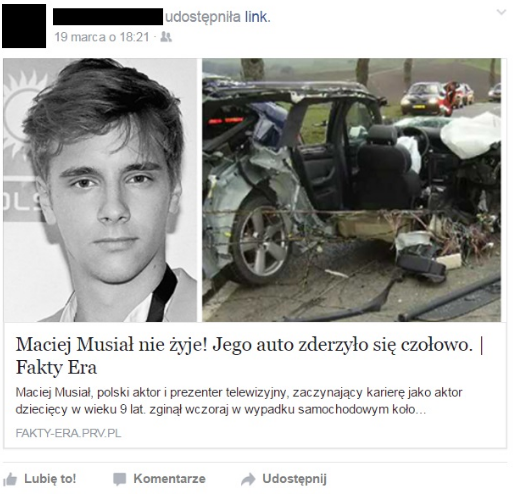 udostępniła link.
19 marca o 18:21 ·
OLS
Maciej Musiał nie żyje! Jego auto zderzyło się czołowo. |
Fakty Era
Maciej Musiał, polski aktor i prezenter telewizyjny, zaczynający karierę jako aktor
dziecięcy w wieku 9 lat. zginął wczoraj w wypadku samochodowym koło...
FAKTY-ERA.PRV.PL
Lubię to! Komentarze Udostępnij